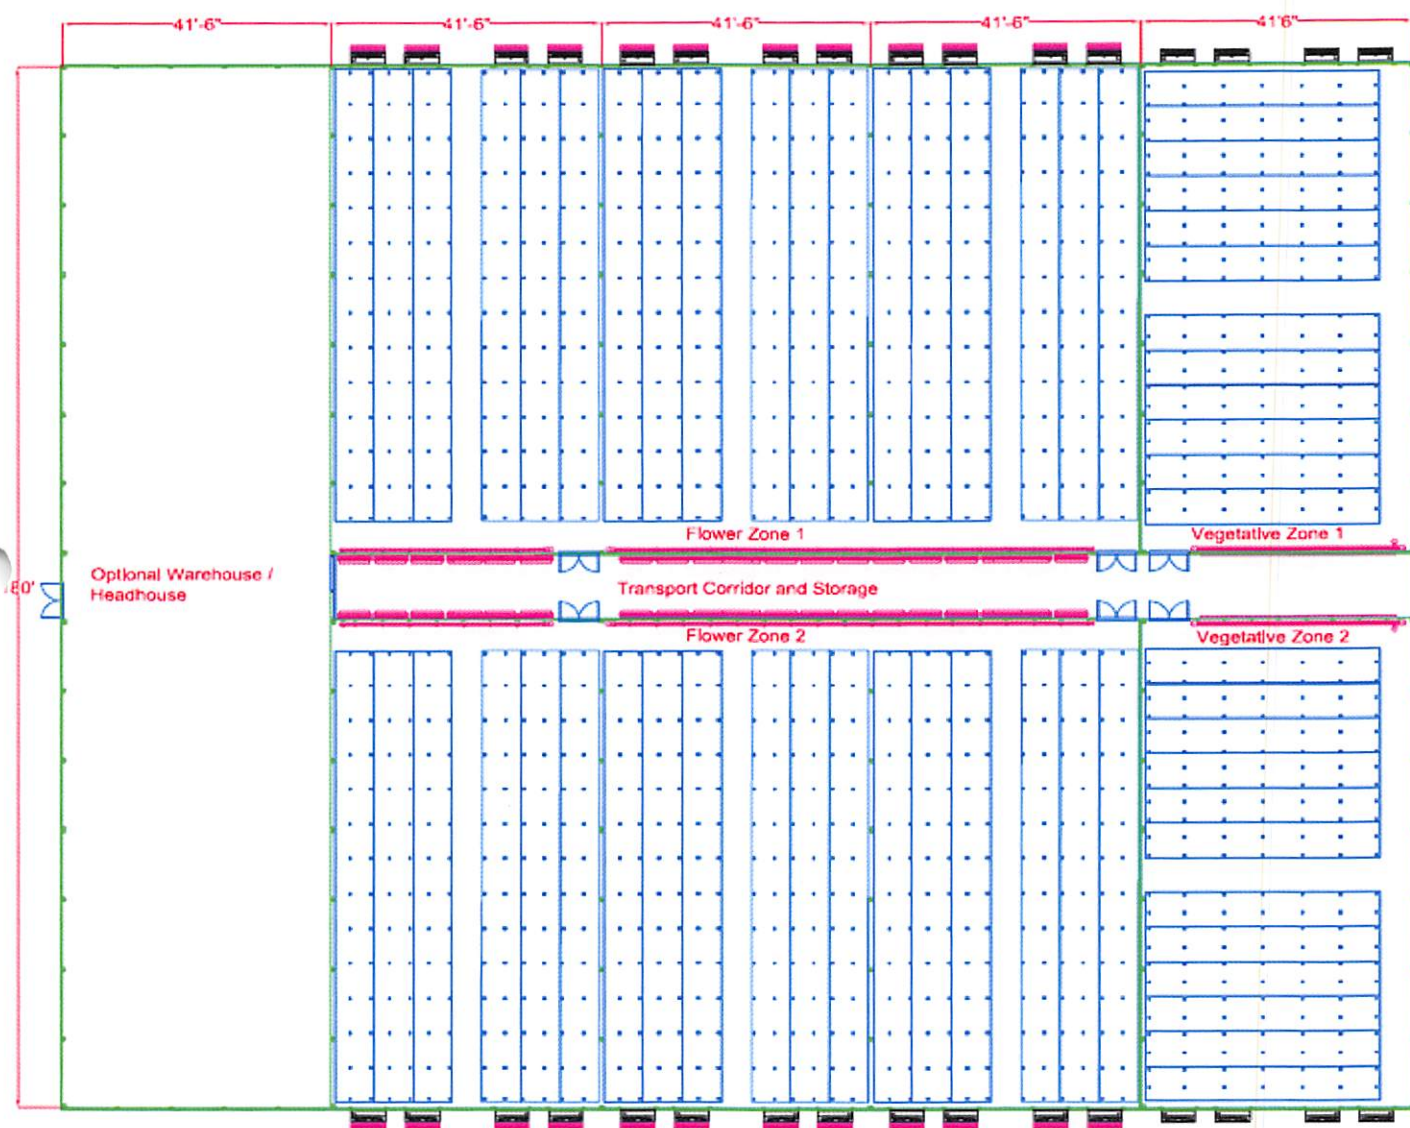 41'-6" 41'-6" 41'-6" 41'-6" 41'6"
Flower Zone 1
Vegetative Zone 1
Optional Warehouse /
Headhouse
Transport Corridor and Storage
Flower Zone 2
Vegetative Zone 2